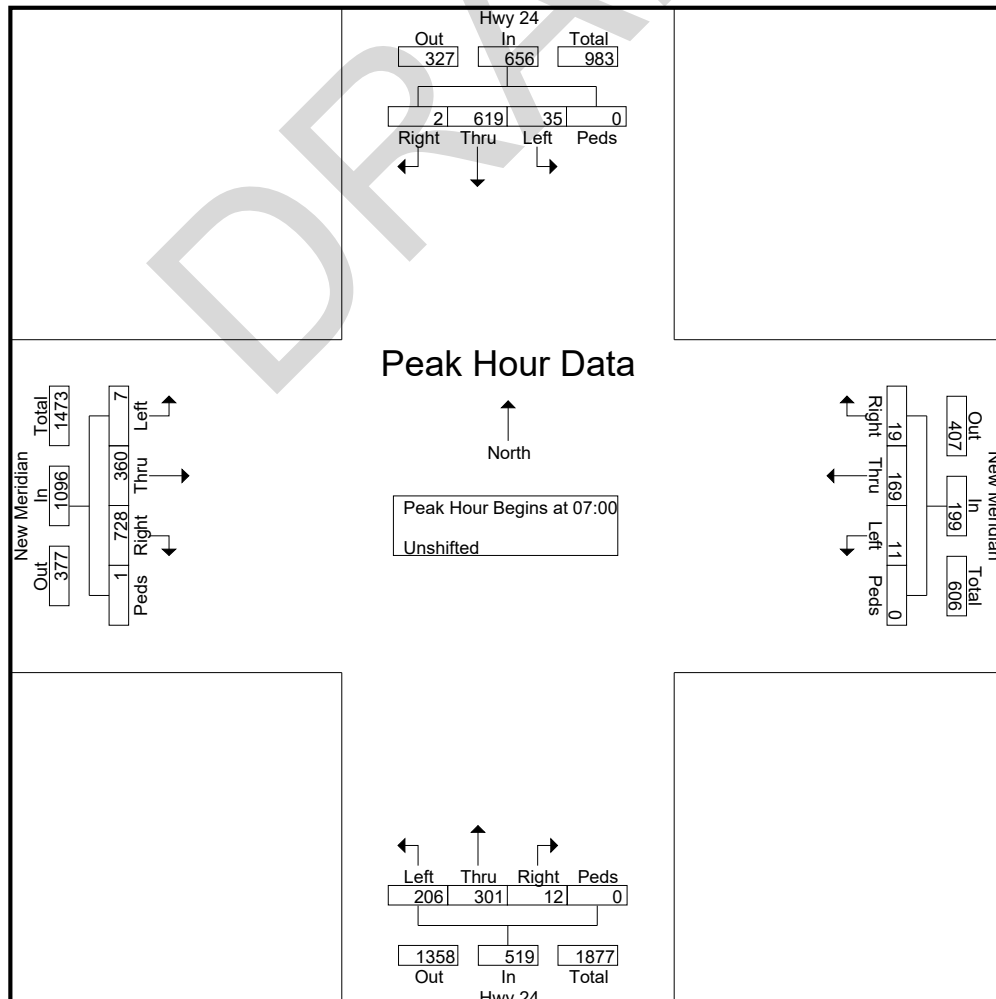 Hwy 24
Out In Total
327 656 983
2 619 35 0
Right Thru Left Peds
DRA
Peak Hour Data
North
Peak Hour Begins at 07:00
Unshifted
New Meridian
Total In Out
1473 1096 377
7 360 728 1
Left Thru Right Peds
Right Thru Left Peds
19 169 11 0
407 199 606
Out In Total
New Meridian
Left Thru Right Peds
206 301 12 0
1358 519 1877
Out In Total
Hwy 24